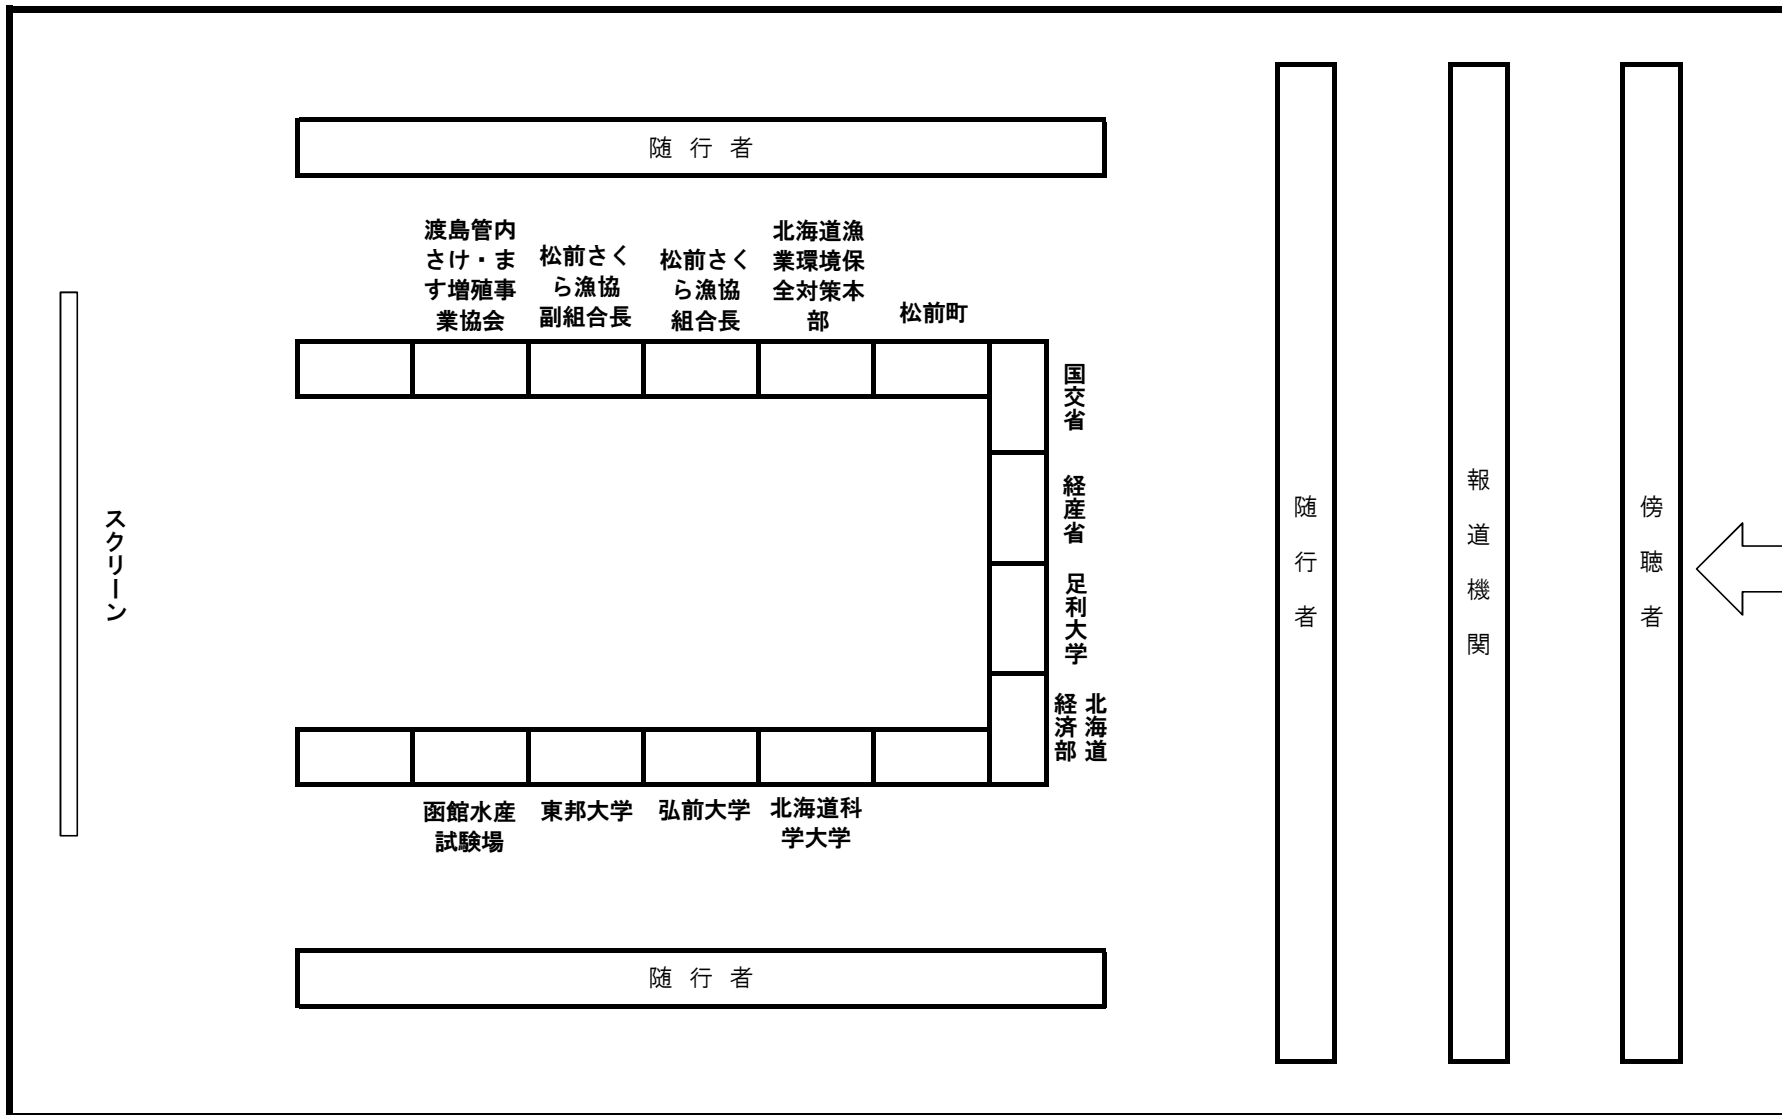 随行者
渡島管内
さけ・ま
す増殖事
業協会
松前さく
ら漁協
副組合長
松前さく
ら漁協
組合長
北海道漁
業環境保
全対策本
部
松前町
国交省
経産省
足利大学
北海道
経済部
スクリーン
函館水産
試験場
東邦大学
弘前大学
北海道科
学大学
随行者
随行者
報道機関
傍聴者